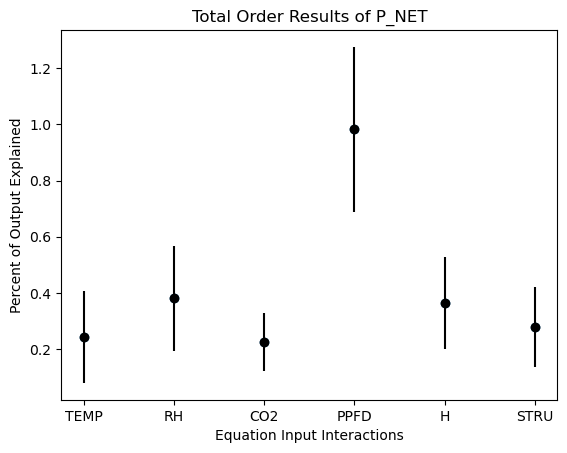 Total Order Results of P_NET
Percent of Output Explained
1.2
1.0
0.8
0.6
0.4
0.2
TEMP RH CO2 PPFD H STRU
Equation Input Interactions